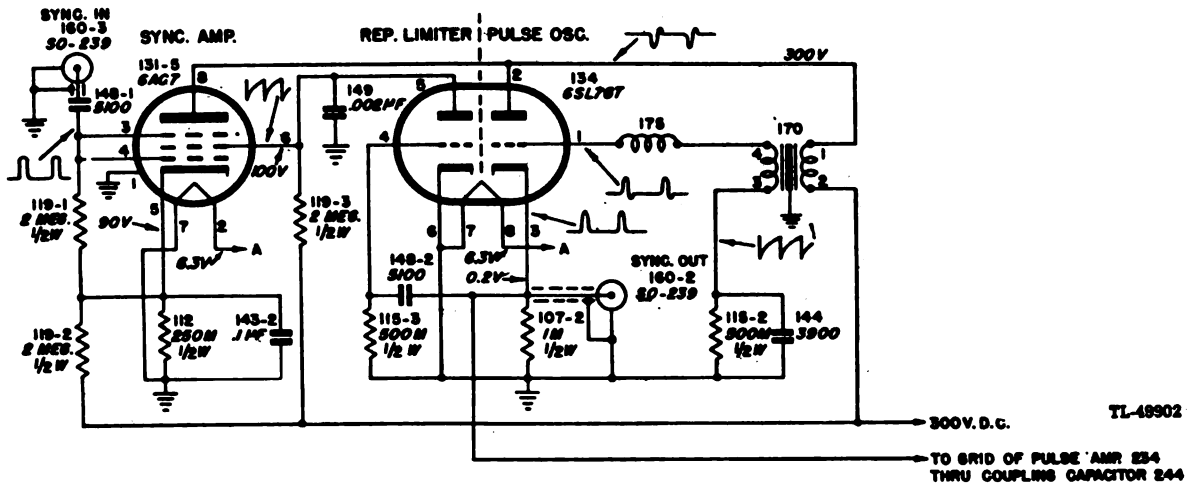 SYNC. IN
160-3
SO-239
SYNC. AMP.
131-5
6AG7
8
148-1
5100
3
4
1
5
7
2
6
100V
119-1
2 MEG.
1/2W
90V
6.3V
A
119-2
2 MEG.
1/2W
112
250M
1/2W
143-2
.1MF
119-3
2 MEG.
1/2W
149
.002MF
REP. LIMITER
PULSE OSC.
5
2
134
6SL7GT
4
1
6
7
8
3
6.3V
A
0.2V
148-2
5100
115-3
500M
1/2W
107-2
1M
1/2W
SYNC. OUT
160-2
SO-239
175
300V
170
4
3
1
2
115-2
500M
1/2W
144
3900
300V. D.C.
TO GRID OF PULSE AMP. 234
THRU COUPLING CAPACITOR 244
TL-49902